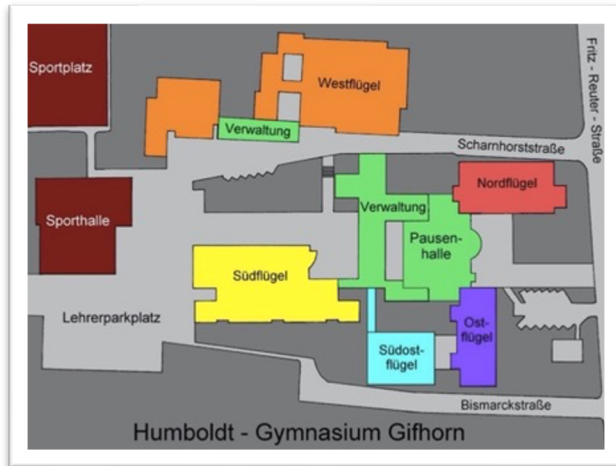 Sportplatz
Westflügel
Fritz - Reuter - Straße
Verwaltung
Scharnhorststraße
Nordflügel
Sporthalle
Verwaltung
Pausen-
halle
Südflügel
Lehrerparkplatz
Ost-
flügel
Südost-
flügel
Bismarckstraße
Humboldt - Gymnasium Gifhorn